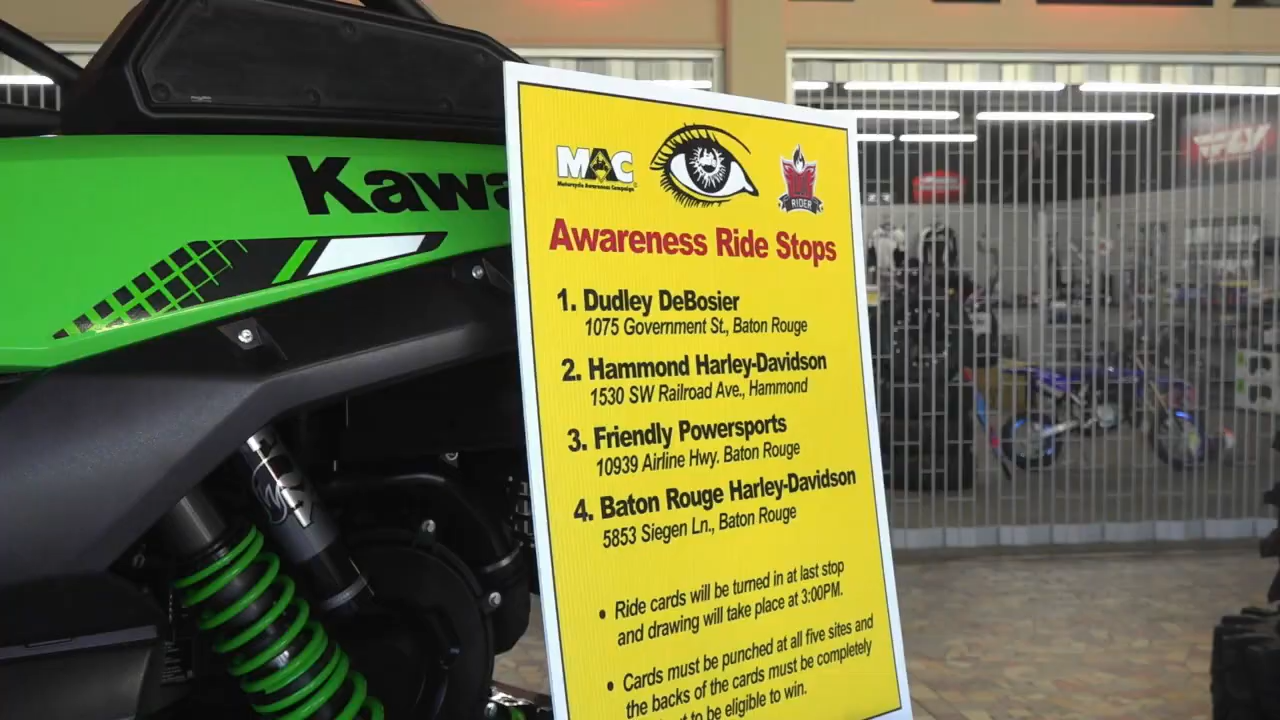 Kawa
MAC
Motorcycle Awareness Campaign
RIDER
Awareness Ride Stops
1. Dudley DeBosier
1075 Government St., Baton Rouge
2. Hammond Harley-Davidson
1530 SW Railroad Ave., Hammond
3. Friendly Powersports
10939 Airline Hwy. Baton Rouge
4. Baton Rouge Harley-Davidson
5853 Siegen Ln., Baton Rouge
• Ride cards will be turned in at last stop
and drawing will take place at 3:00PM.
• Cards must be punched at all five sites and
the backs of the cards must be completely
to be eligible to win.
FLY